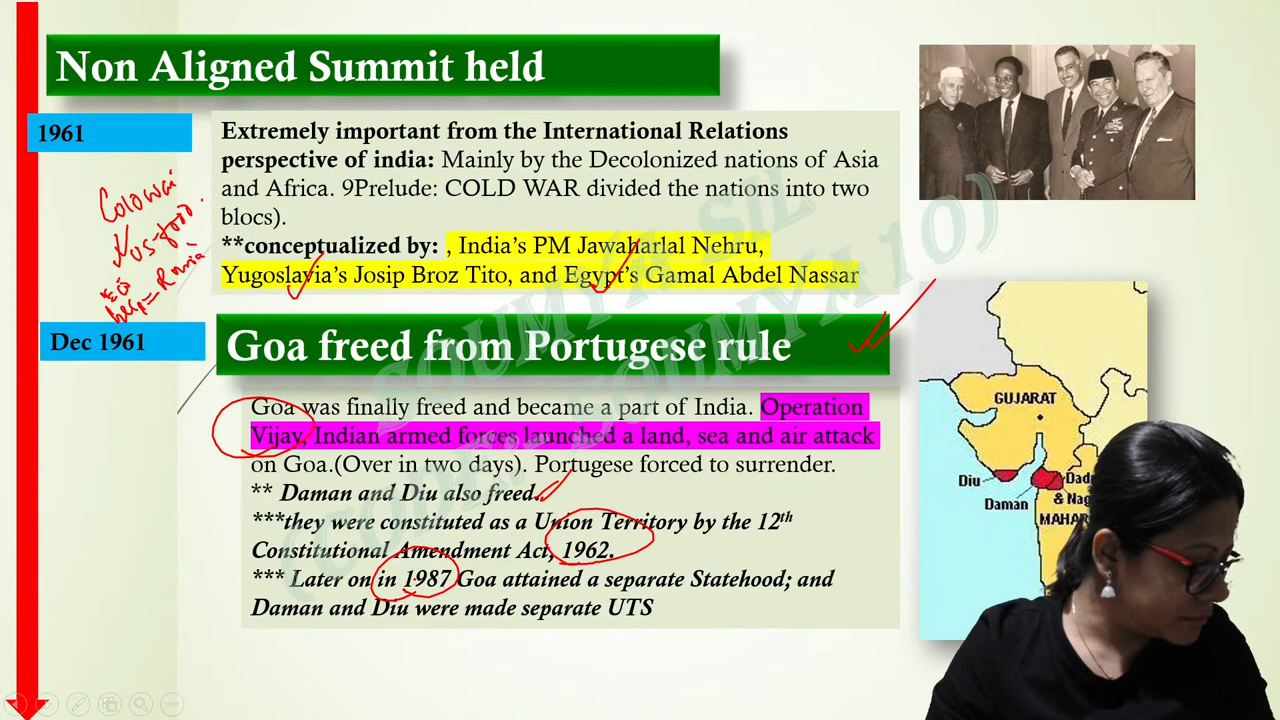 Non Aligned Summit held
1961
Extremely important from the International Relations
perspective of india: Mainly by the Decolonized nations of Asia
and Africa. 9Prelude: COLD WAR divided the nations into two
blocs).
**conceptualized by: , India's PM Jawaharlal Nehru,
Yugoslavia's Josip Broz Tito, and Egypt's Gamal Abdel Nassar
Dec 1961
Goa freed from Portugese rule
Goa was finally freed and became a part of India. Operation
Vijay, Indian armed forces launched a land, sea and air attack
on Goa.(Over in two days). Portugese forced to surrender.
** Daman and Diu also freed.
***they were constituted as a Union Territory by the 12th
Constitutional Amendment Act, 1962.
*** Later on in 1987 Goa attained a separate Statehood; and
Daman and Diu were made separate UTS
GUJARAT
Diu
Dad
Daman
& Nag
MAHAR
SOUMYA SIL
SOUMYA10)